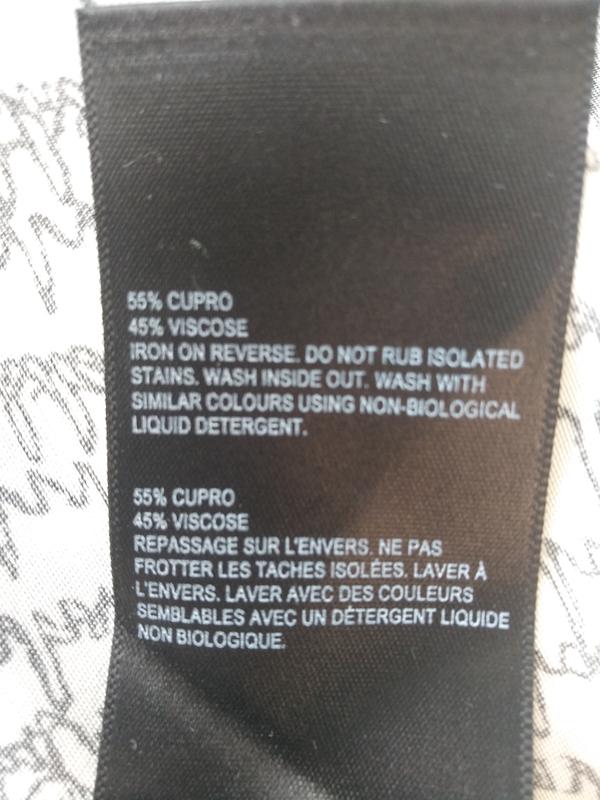 55% CUPRO
45% VISCOSE
IRON ON REVERSE. DO NOT RUB ISOLATED
STAINS. WASH INSIDE OUT. WASH WITH
SIMILAR COLOURS USING NON-BIOLOGICAL
LIQUID DETERGENT.
55% CUPRO
45% VISCOSE
REPASSAGE SUR L'ENVERS. NE PAS
FROTTER LES TACHES ISOLÉES. LAVER À
L'ENVERS. LAVER AVEC DES COULEURS
SEMBLABLES AVEC UN DÉTERGENT LIQUIDE
NON BIOLOGIQUE.